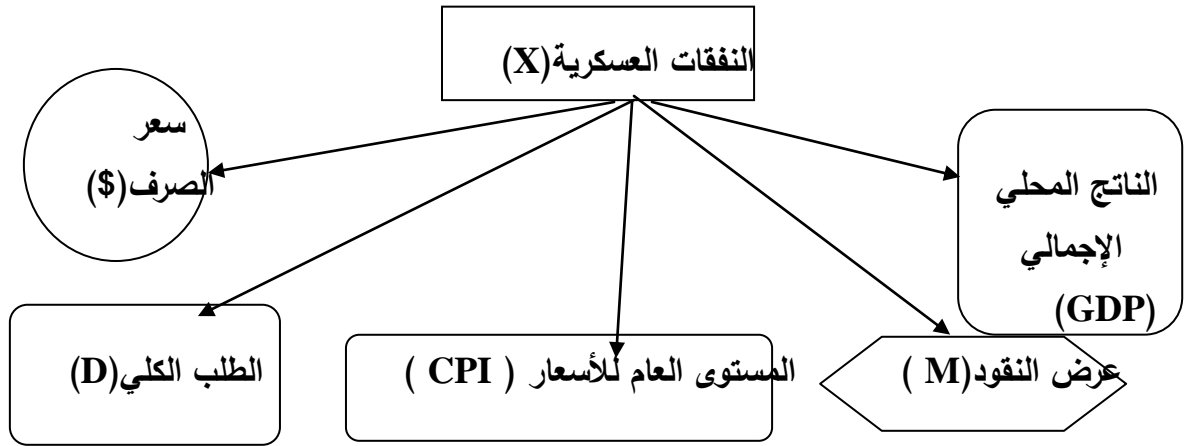 النفقات العسكرية(X)
سعر
الصرف($)
الناتج المحلي
الإجمالي
(GDP)
الطلب الكلي(D)
المستوى العام للأسعار ( CPI )
عرض النقود(M )